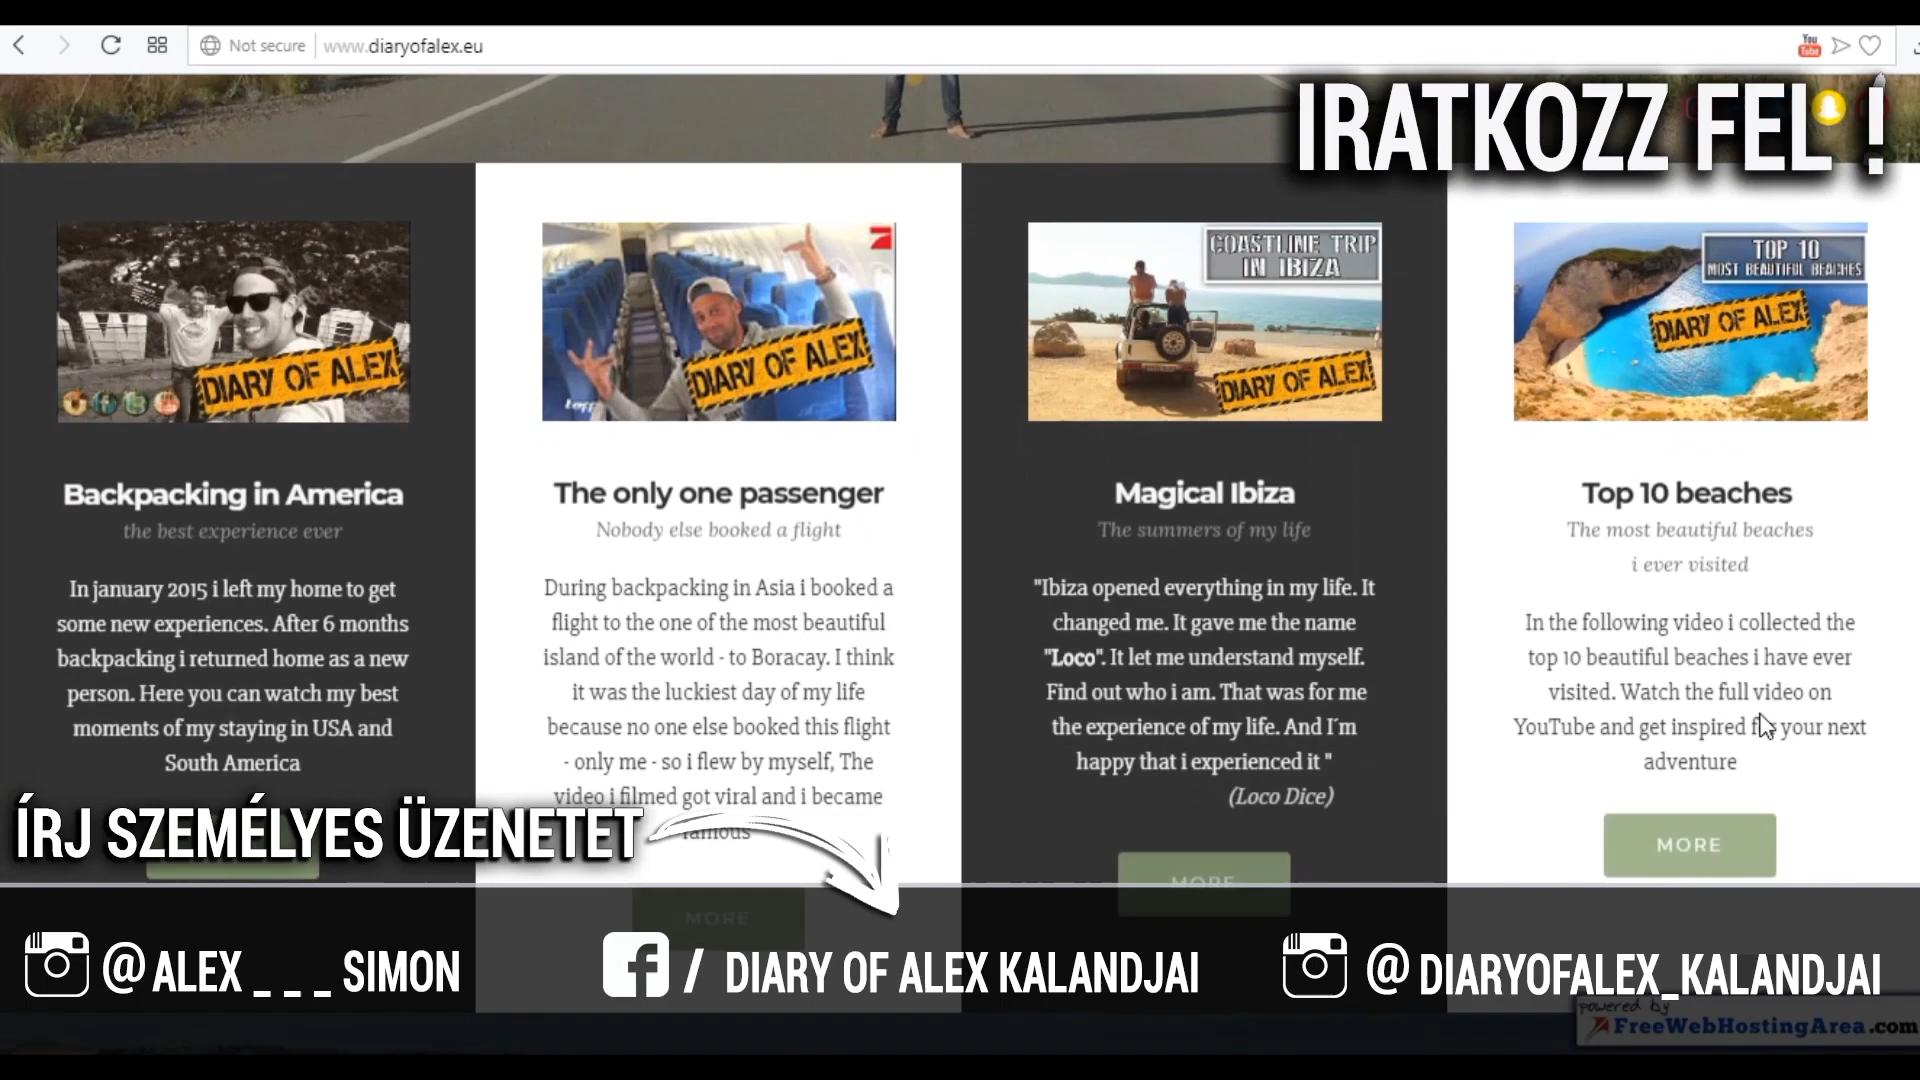 Not secure
www.diaryofalex.eu
You
Tube
IRATKOZZ FEL !
DIARY OF ALEX
DIARY OF ALEX
COASTLINE TRIP
IN IBIZA
DIARY OF ALEX
TOP 10
MOST BEAUTIFUL BEACHES
DIARY OF ALEX
Backpacking in America
the best experience ever
In january 2015 i left my home to get
some new experiences. After 6 months
backpacking i returned home as a new
person. Here you can watch my best
moments of my staying in USA and
South America
The only one passenger
Nobody else booked a flight
During backpacking in Asia i booked a
flight to the one of the most beautiful
island of the world - to Boracay. I think
it was the luckiest day of my life
because no one else booked this flight
- only me - so i flew by myself, The
video i filmed got viral and i became
famous
MORE
Magical Ibiza
The summers of my life
"Ibiza opened everything in my life. It
changed me. It gave me the name
"Loco". It let me understand myself.
Find out who i am. That was for me
the experience of my life. And I´m
happy that i experienced it "
(Loco Dice)
MORE
Top 10 beaches
The most beautiful beaches
i ever visited
In the following video i collected the
top 10 beautiful beaches i have ever
visited. Watch the full video on
YouTube and get inspired for your next
adventure
MORE
ÍRJ SZEMÉLYES ÜZENETET
@ALEX _ _ _ SIMON
f / DIARY OF ALEX KALANDJAI
@DIARYOFALEX_KALANDJAI
powered by
FreeWebHostingArea.com